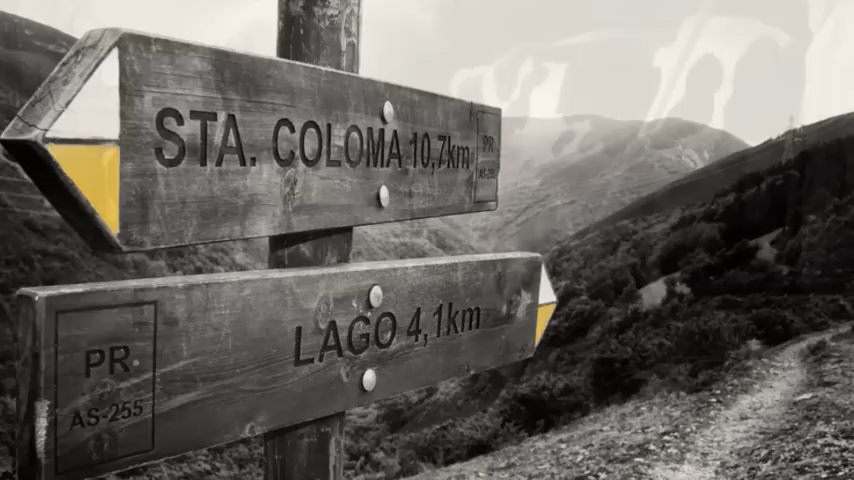 STA. COLOMA 10,7km
PR
AS-255
LAGO 4,1km
PR.
AS-255